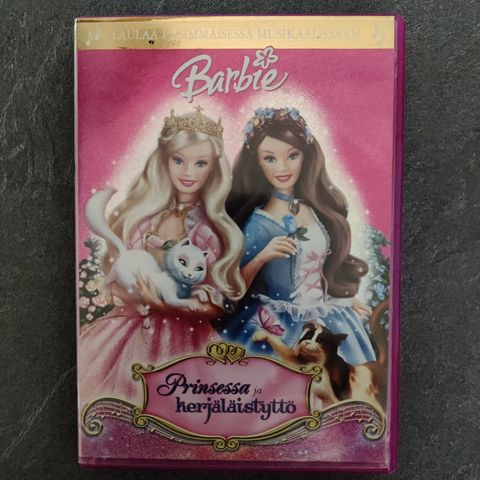 LAULAA ENSIMMÄISESSÄ MUSIKAALISSAAN
Barbie
Prinsessa ja
kerjäläistyttö